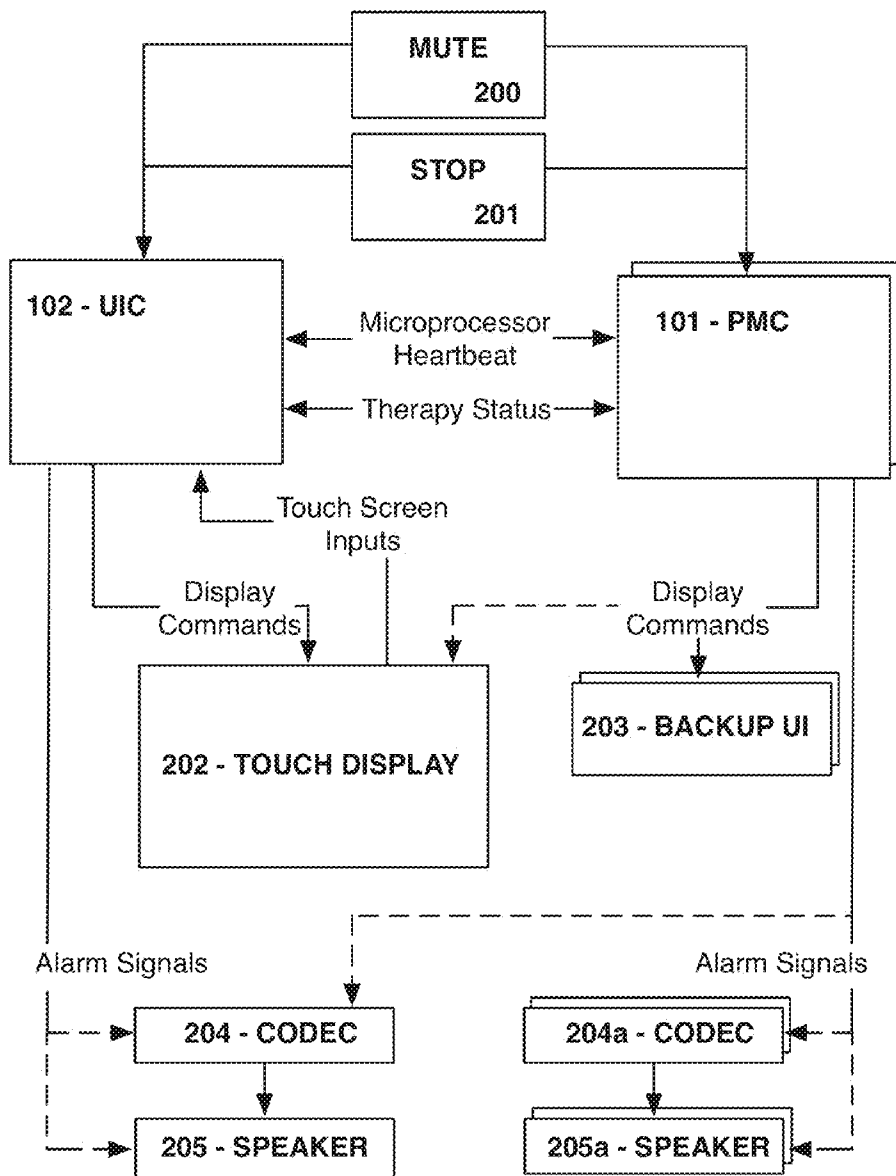 MUTE
200
STOP
201
102 - UIC
101 - PMC
Microprocessor
Heartbeat
Therapy Status
Touch Screen
Inputs
Display
Commands
Display
Commands
202 - TOUCH DISPLAY
203 - BACKUP UI
Alarm Signals
Alarm Signals
204 - CODEC
204a - CODEC
205 - SPEAKER
205a - SPEAKER